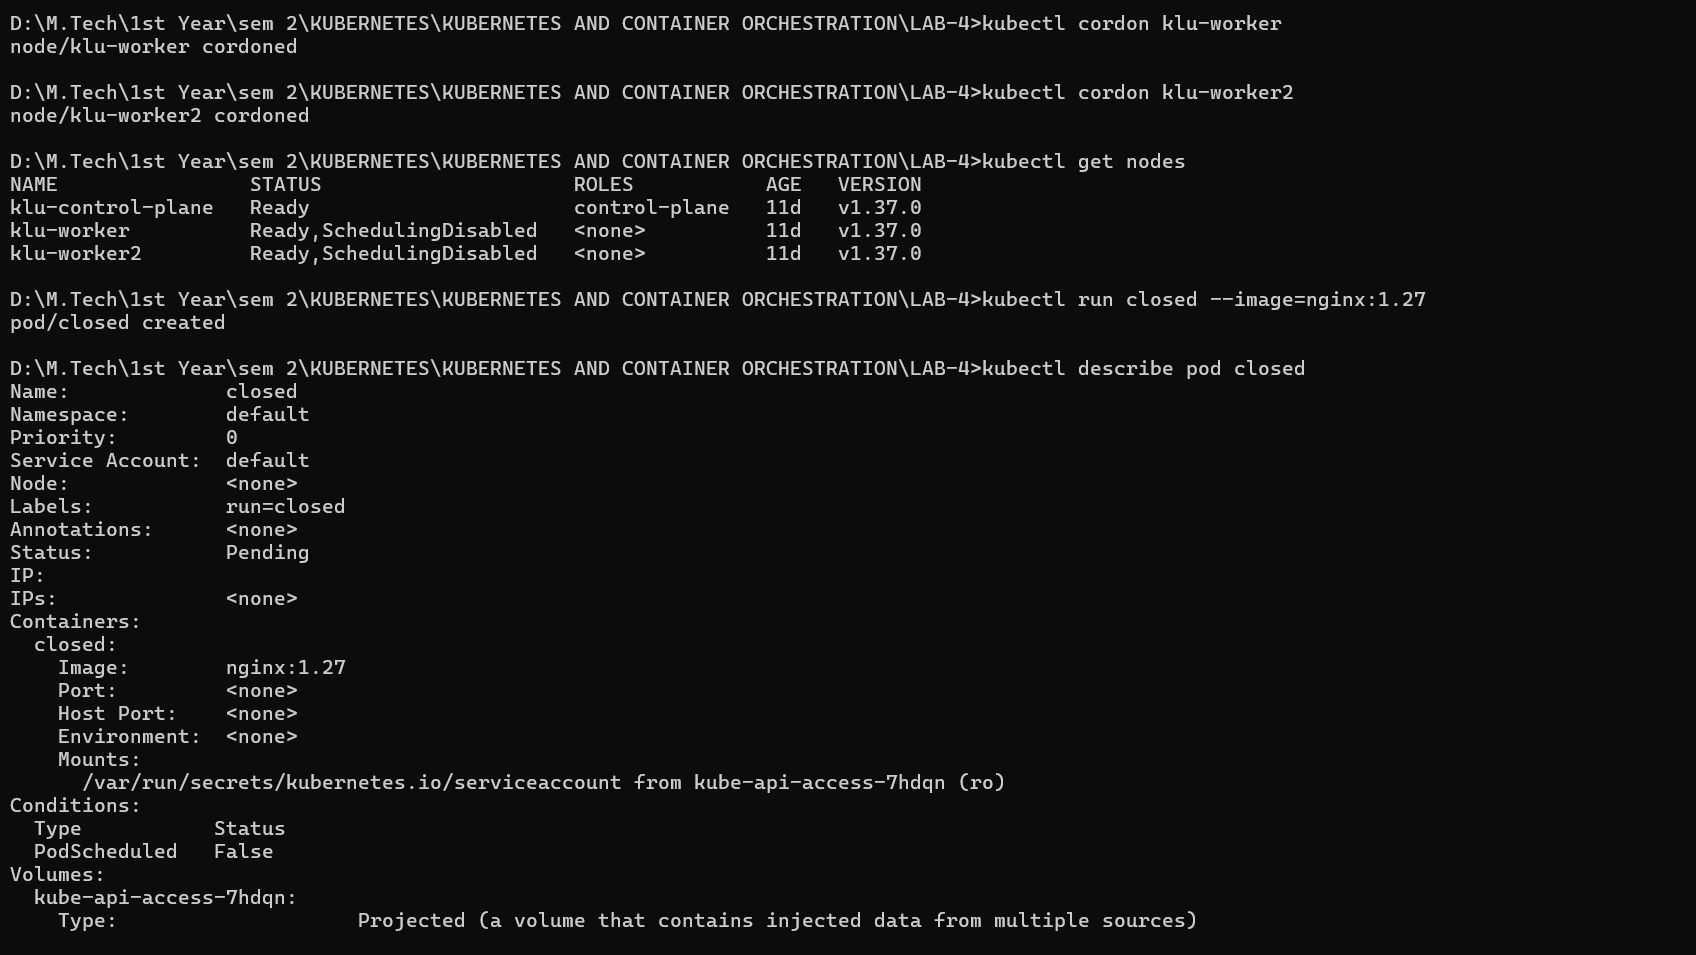 D:\M.Tech\1st Year\sem 2\KUBERNETES\KUBERNETES AND CONTAINER ORCHESTRATION\LAB-4>kubectl cordon klu-worker
node/klu-worker cordoned
D:\M.Tech\1st Year\sem 2\KUBERNETES\KUBERNETES AND CONTAINER ORCHESTRATION\LAB-4>kubectl cordon klu-worker2
node/klu-worker2 cordoned
D:\M.Tech\1st Year\sem 2\KUBERNETES\KUBERNETES AND CONTAINER ORCHESTRATION\LAB-4>kubectl get nodes
NAME                STATUS                     ROLES           AGE   VERSION
klu-control-plane   Ready                      control-plane   11d   v1.37.0
klu-worker          Ready,SchedulingDisabled   <none>          11d   v1.37.0
klu-worker2         Ready,SchedulingDisabled   <none>          11d   v1.37.0
D:\M.Tech\1st Year\sem 2\KUBERNETES\KUBERNETES AND CONTAINER ORCHESTRATION\LAB-4>kubectl run closed --image=nginx:1.27
pod/closed created
D:\M.Tech\1st Year\sem 2\KUBERNETES\KUBERNETES AND CONTAINER ORCHESTRATION\LAB-4>kubectl describe pod closed
Name:             closed
Namespace:        default
Priority:         0
Service Account:  default
Node:             <none>
Labels:           run=closed
Annotations:      <none>
Status:           Pending
IP:
IPs:              <none>
Containers:
  closed:
    Image:        nginx:1.27
    Port:         <none>
    Host Port:    <none>
    Environment:  <none>
    Mounts:
      /var/run/secrets/kubernetes.io/serviceaccount from kube-api-access-7hdqn (ro)
Conditions:
  Type           Status
  PodScheduled   False
Volumes:
  kube-api-access-7hdqn:
    Type:                    Projected (a volume that contains injected data from multiple sources)